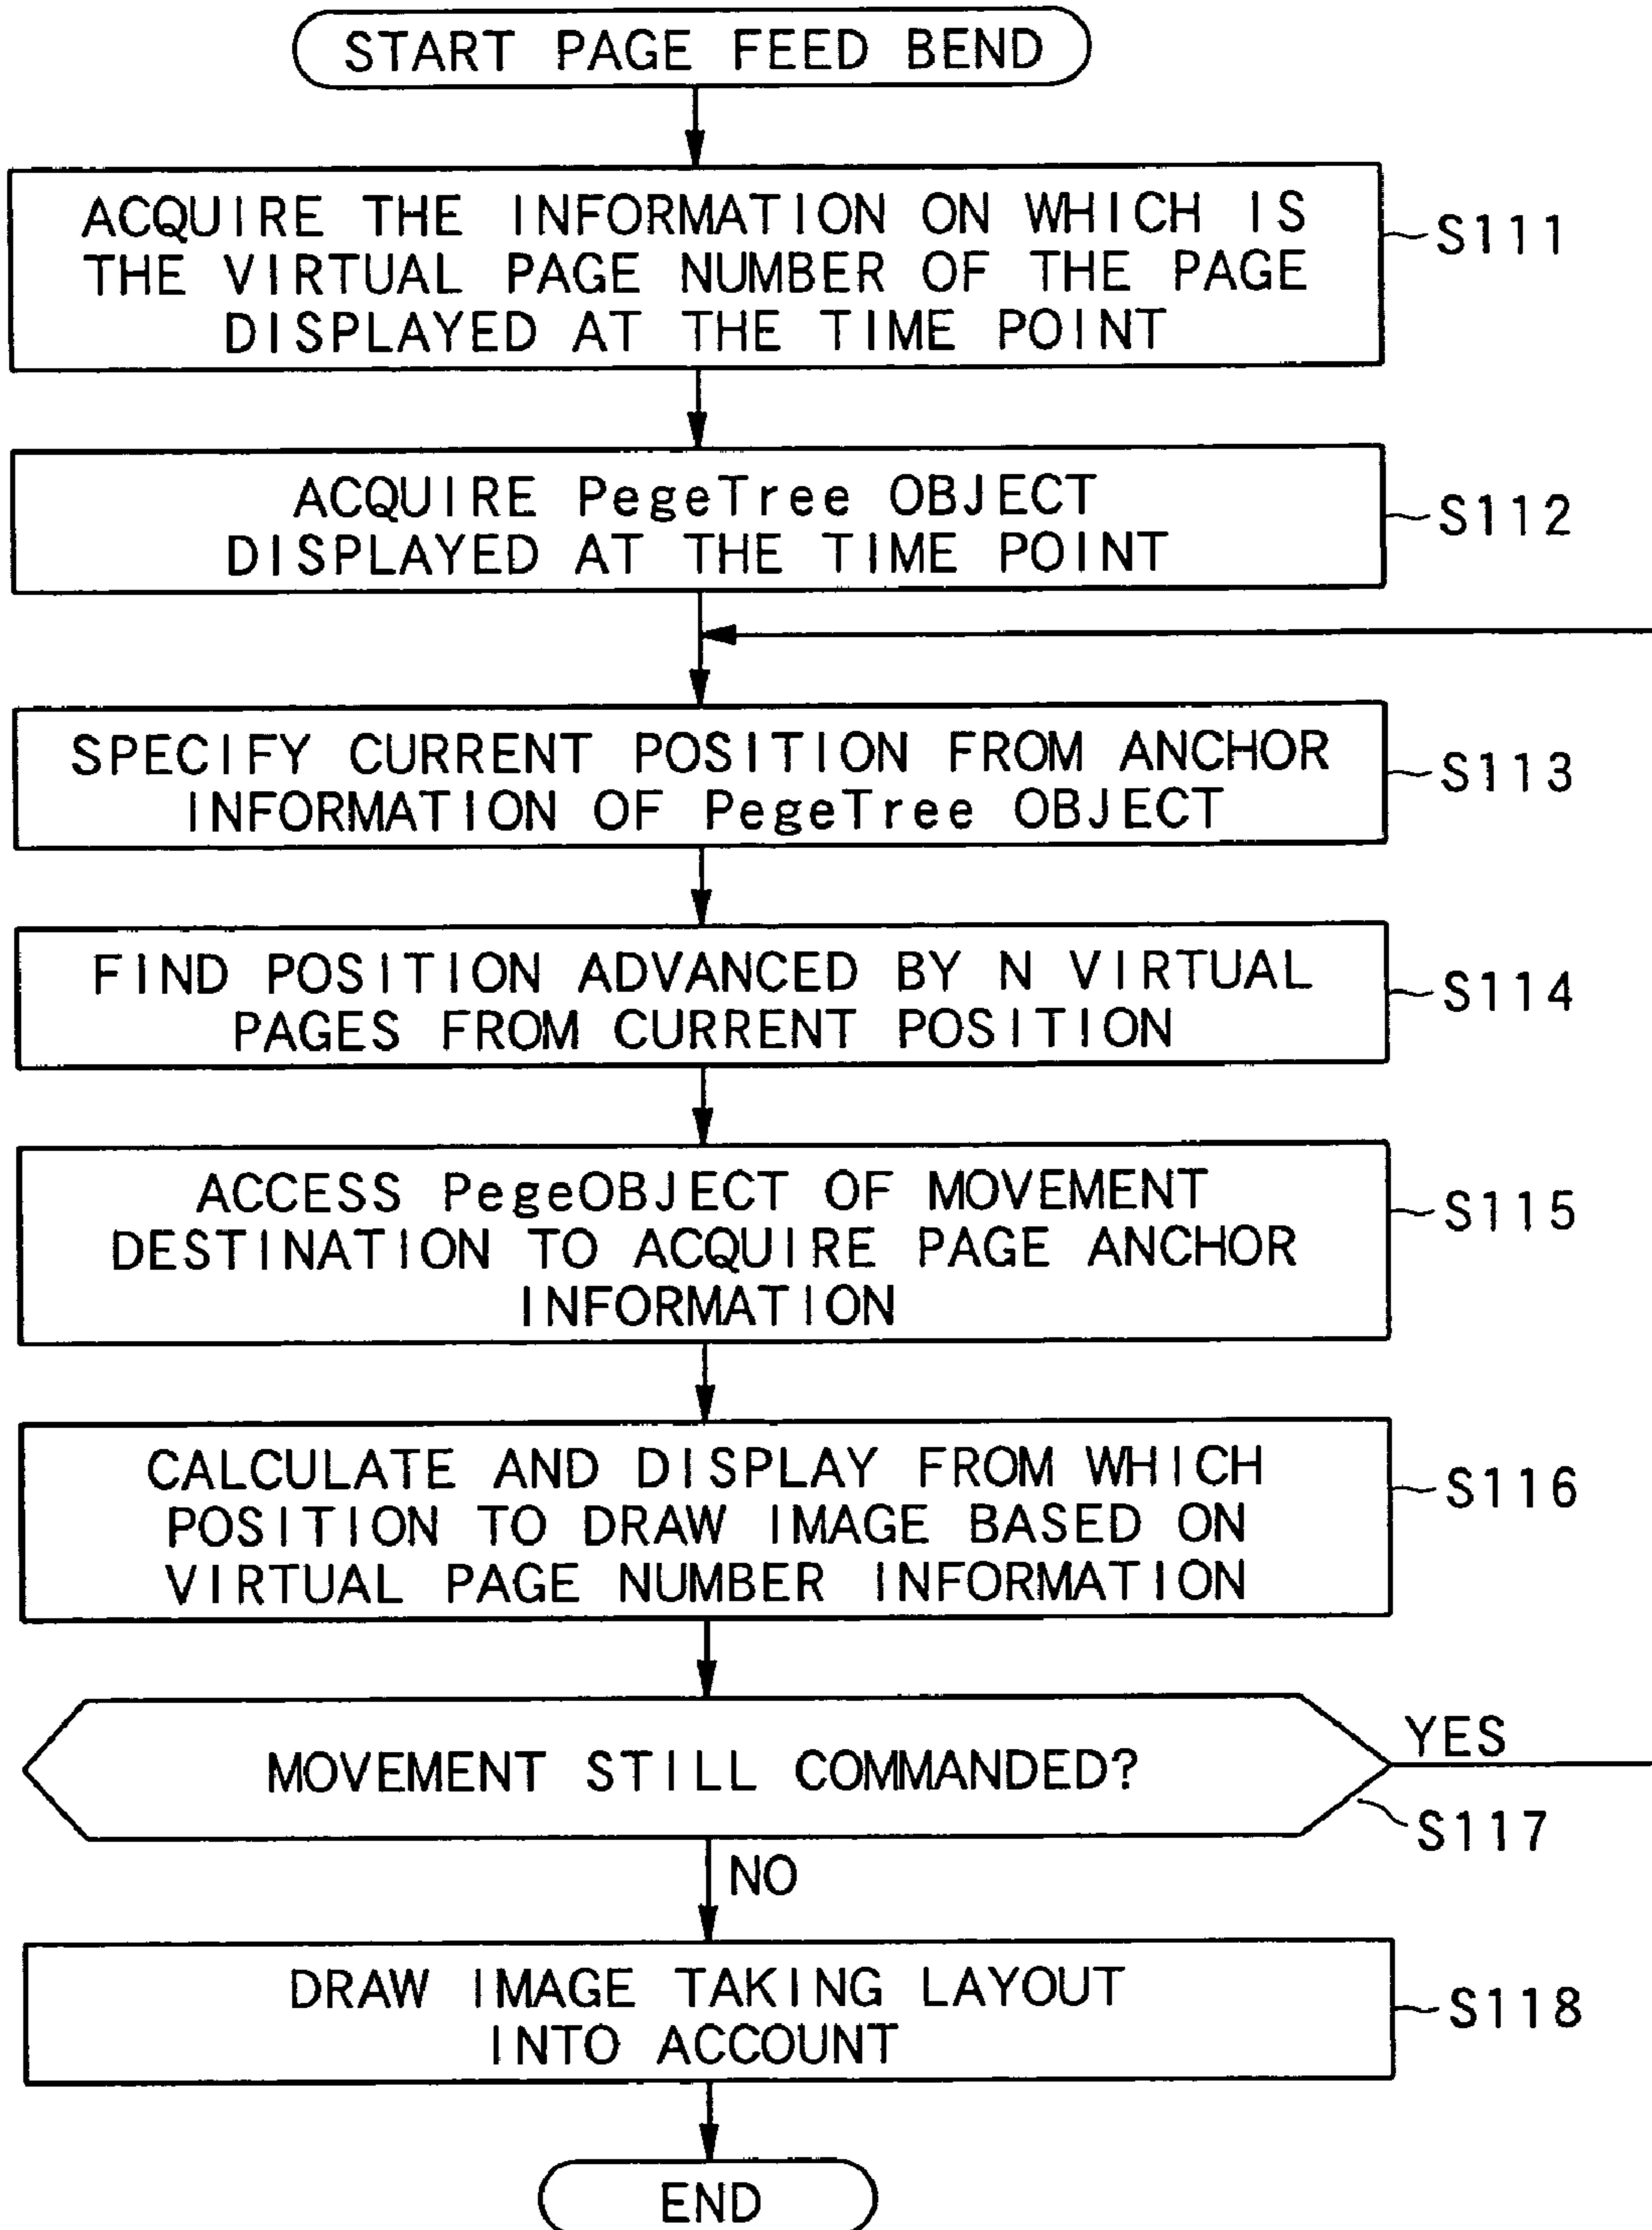 START PAGE FEED BEND
ACQUIRE THE INFORMATION ON WHICH IS
THE VIRTUAL PAGE NUMBER OF THE PAGE
DISPLAYED AT THE TIME POINT
S111
ACQUIRE PegeTree OBJECT
DISPLAYED AT THE TIME POINT
S112
SPECIFY CURRENT POSITION FROM ANCHOR
INFORMATION OF PegeTree OBJECT
S113
FIND POSITION ADVANCED BY N VIRTUAL
PAGES FROM CURRENT POSITION
S114
ACCESS PegeOBJECT OF MOVEMENT
DESTINATION TO ACQUIRE PAGE ANCHOR
INFORMATION
S115
CALCULATE AND DISPLAY FROM WHICH
POSITION TO DRAW IMAGE BASED ON
VIRTUAL PAGE NUMBER INFORMATION
S116
MOVEMENT STILL COMMANDED?
YES
S117
NO
DRAW IMAGE TAKING LAYOUT
INTO ACCOUNT
S118
END